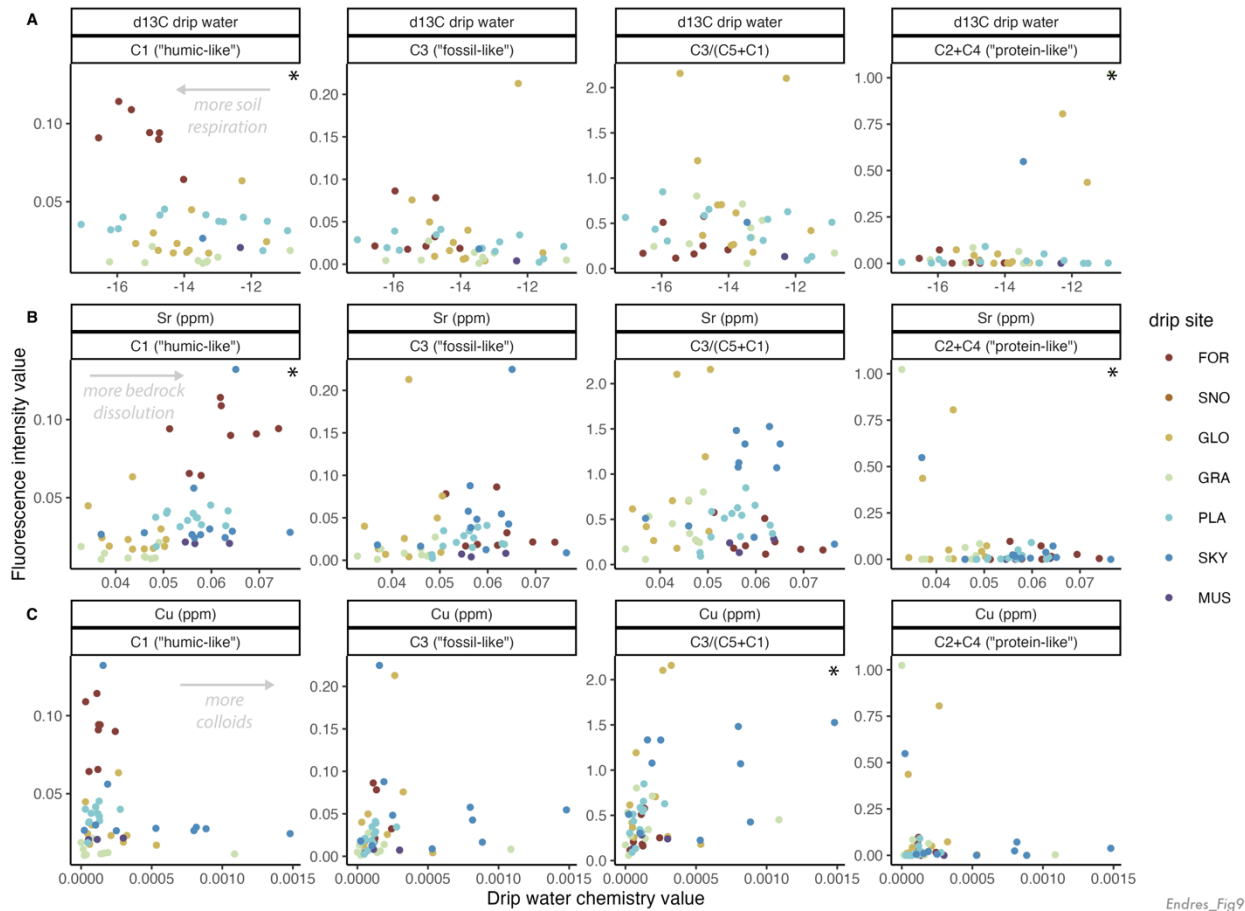 A
d13C drip water
C1 ("humic-like")
d13C drip water
C3 ("fossil-like")
d13C drip water
C3/(C5+C1)
d13C drip water
C2+C4 ("protein-like")
*
more soil
respiration
0.10
0.05
-16 -14 -12
0.20
0.15
0.10
0.05
0.00
-16 -14 -12
2.0
1.5
1.0
0.5
0.0
-16 -14 -12
*
1.00
0.75
0.50
0.25
0.00
-16 -14 -12
B
Sr (ppm)
C1 ("humic-like")
Sr (ppm)
C3 ("fossil-like")
Sr (ppm)
C3/(C5+C1)
Sr (ppm)
C2+C4 ("protein-like")
*
more bedrock
dissolution
0.10
0.05
0.04 0.05 0.06 0.07
0.20
0.15
0.10
0.05
0.00
0.04 0.05 0.06 0.07
2.0
1.5
1.0
0.5
0.0
0.04 0.05 0.06 0.07
*
1.00
0.75
0.50
0.25
0.00
0.04 0.05 0.06 0.07
C
Cu (ppm)
C1 ("humic-like")
Cu (ppm)
C3 ("fossil-like")
Cu (ppm)
C3/(C5+C1)
Cu (ppm)
C2+C4 ("protein-like")
more
colloids
0.10
0.05
0.0000 0.0005 0.0010 0.0015
0.20
0.15
0.10
0.05
0.00
0.0000 0.0005 0.0010 0.0015
*
2.0
1.5
1.0
0.5
0.0
0.0000 0.0005 0.0010 0.0015
1.00
0.75
0.50
0.25
0.00
0.0000 0.0005 0.0010 0.0015
Fluorescence intensity value
Drip water chemistry value
drip site
FOR
SNO
GLO
GRA
PLA
SKY
MUS
Endres_Fig9